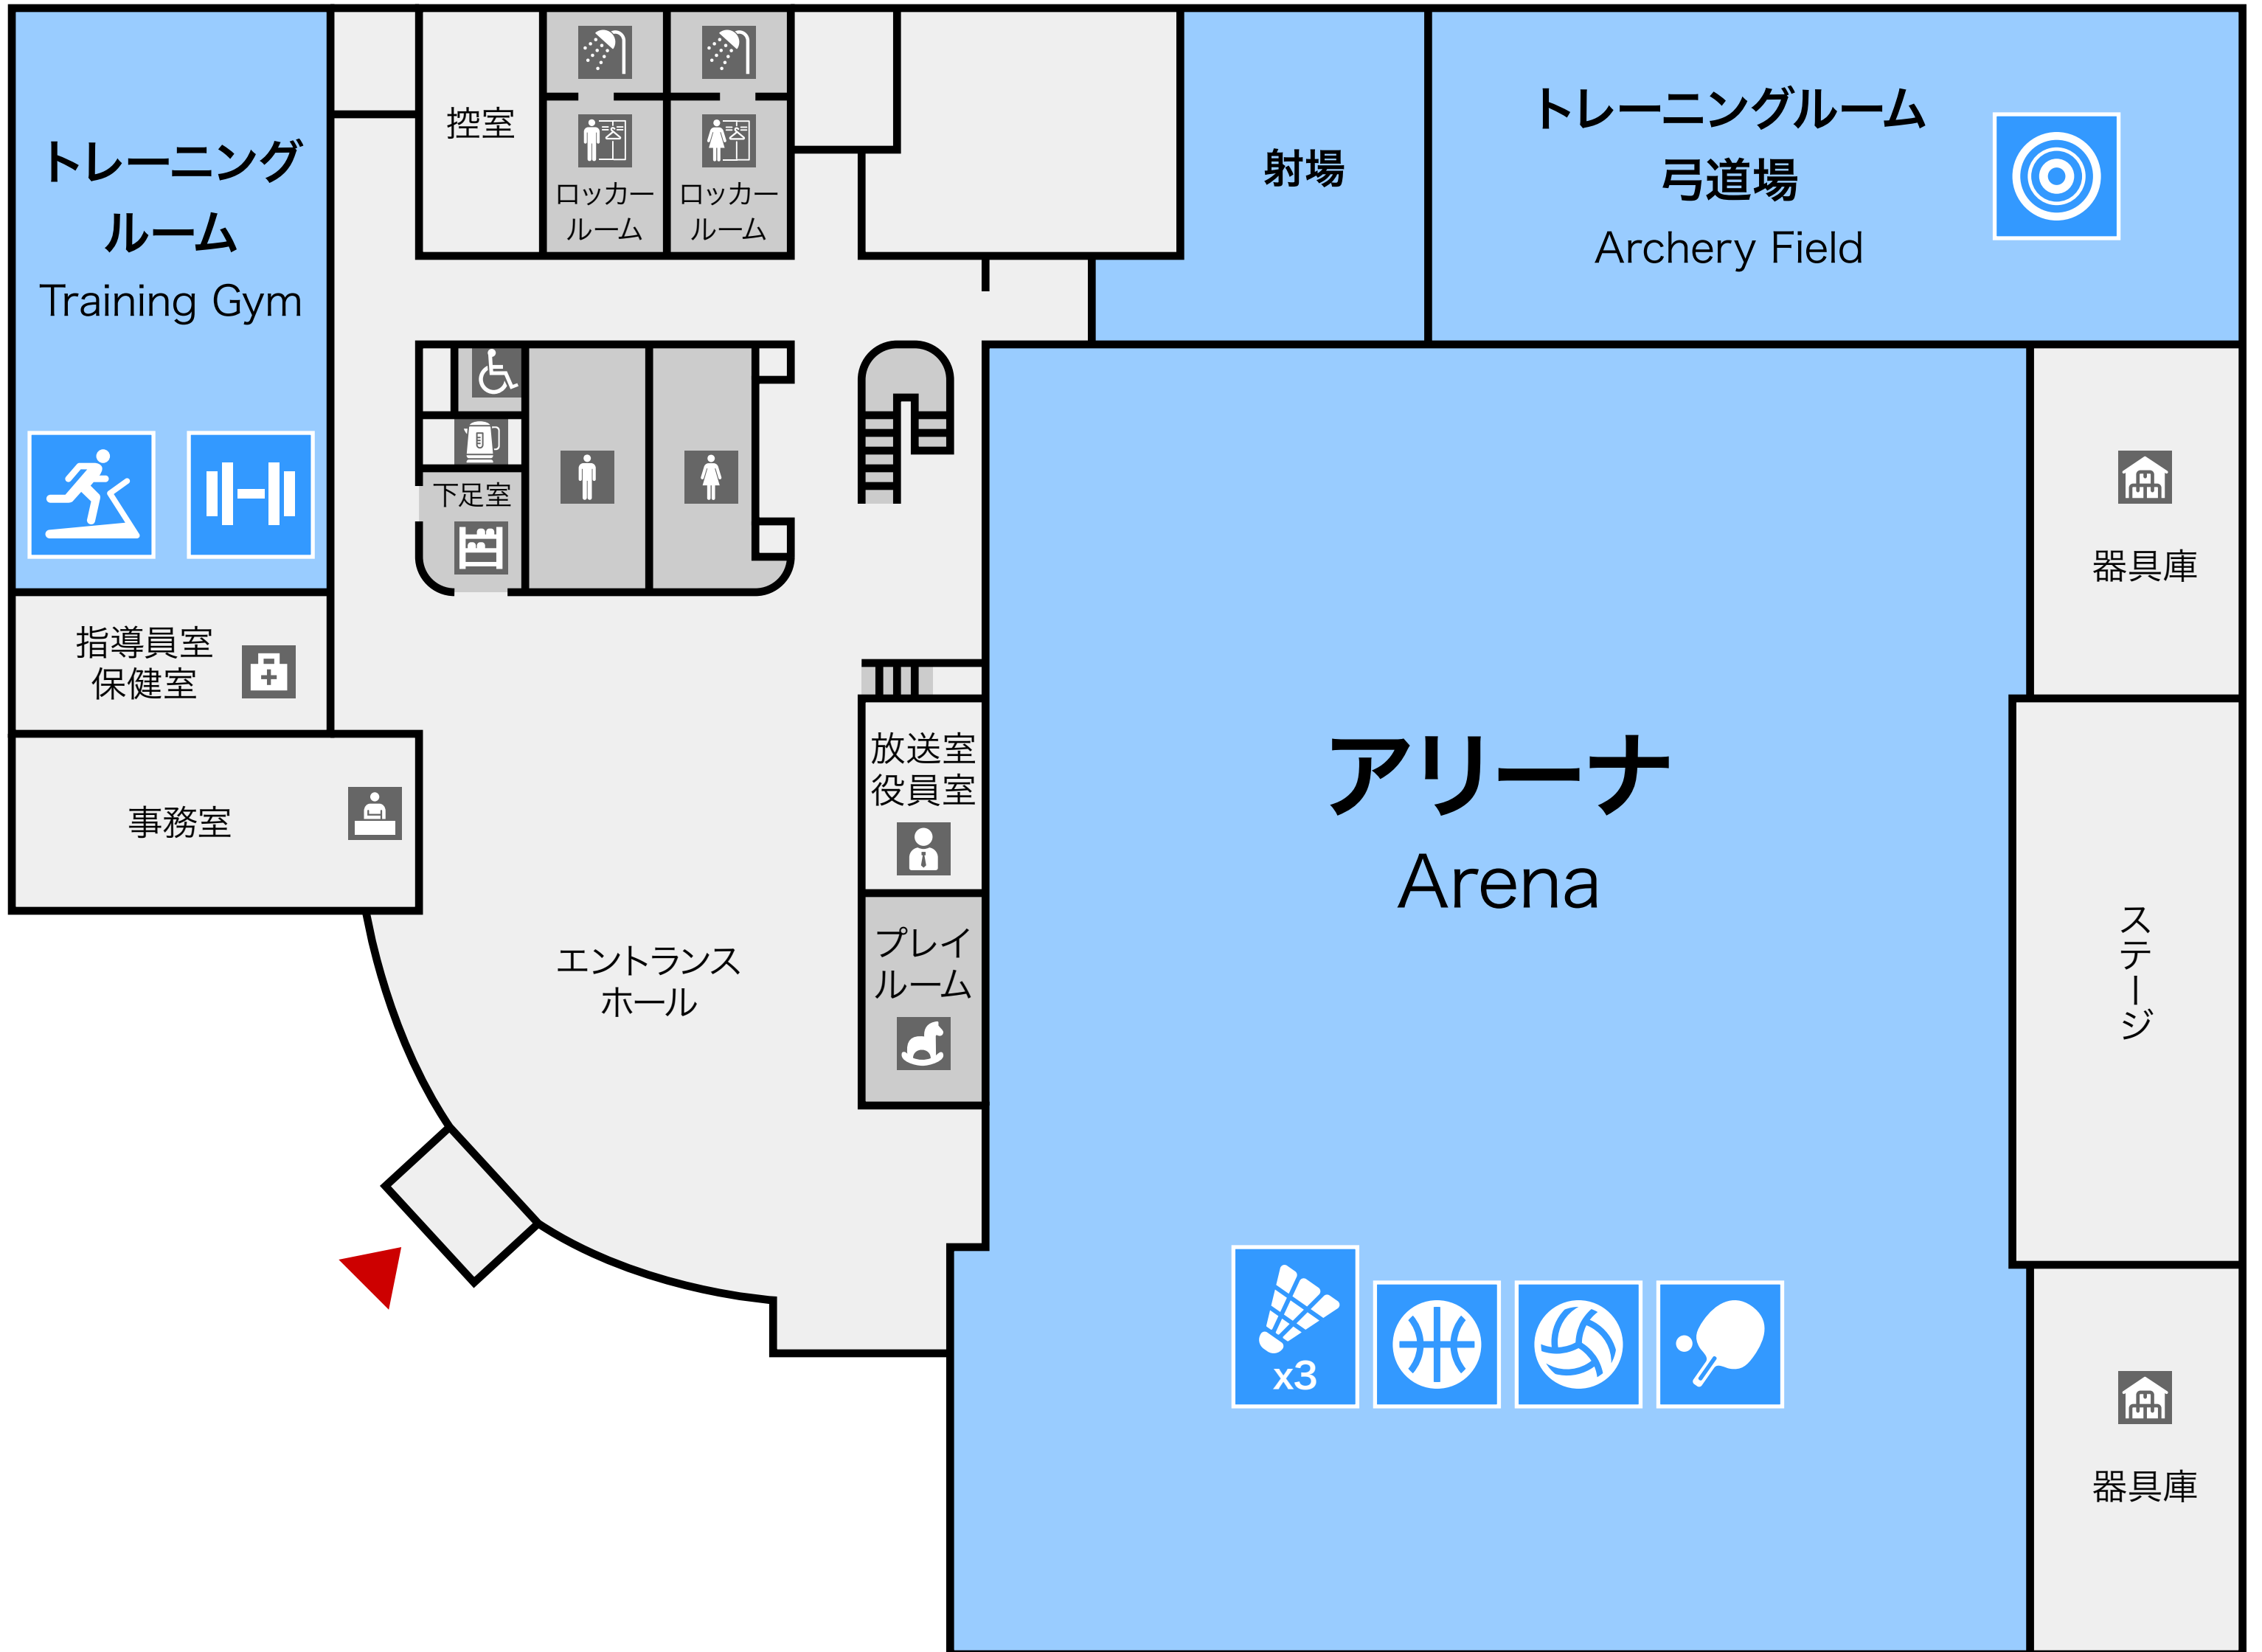 トレーニング
ルーム
Training Gym
控室
ロッカー
ルーム
ロッカー
ルーム
射場
トレーニングルーム
弓道場
Archery Field
下足室
器具庫
指導員室
保健室
事務室
放送室
役員室
アリーナ
Arena
プレイ
ルーム
エントランス
ホール
ステージ
x3
器具庫